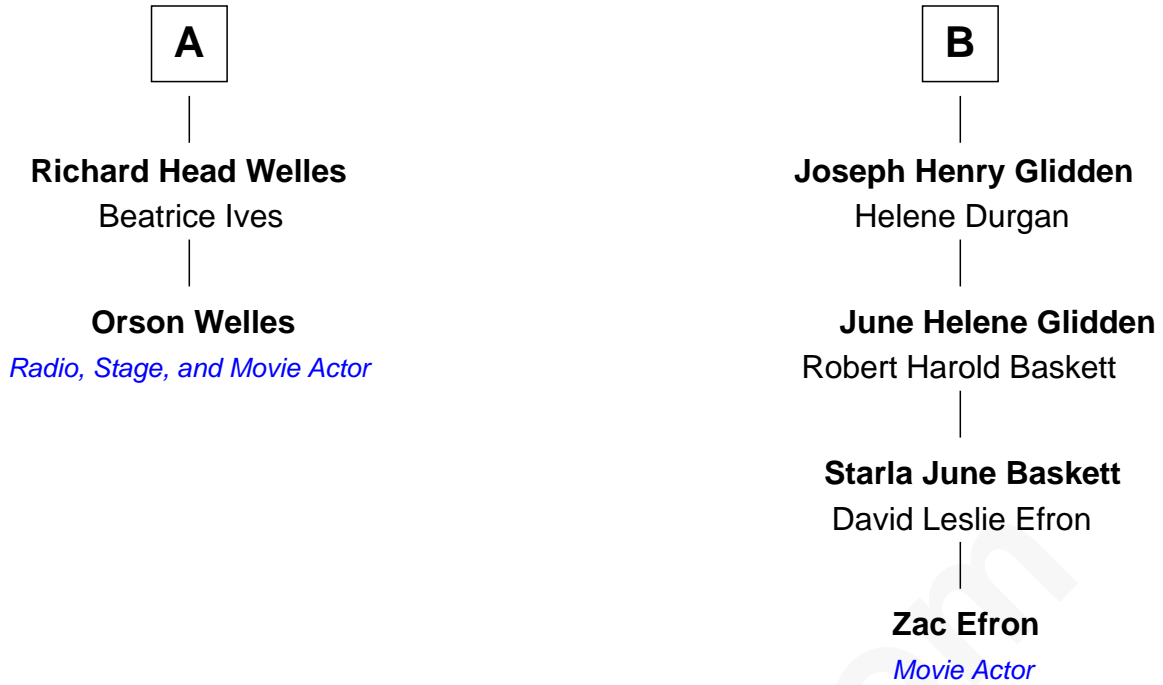 A
Richard Head Welles
Beatrice Ives
Orson Welles
Radio, Stage, and Movie Actor
B
Joseph Henry Glidden
Helene Durgan
June Helene Glidden
Robert Harold Baskett
Starla June Baskett
David Leslie Efron
Zac Efron
Movie Actor